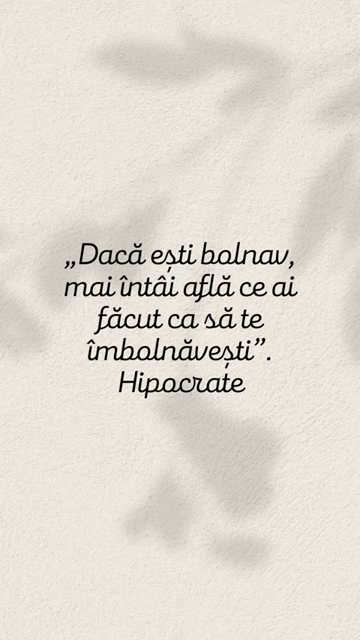 „Dacă ești bolnav,
mai întâi află ce ai
făcut ca să te
îmbolnăvești”.
Hipocrate